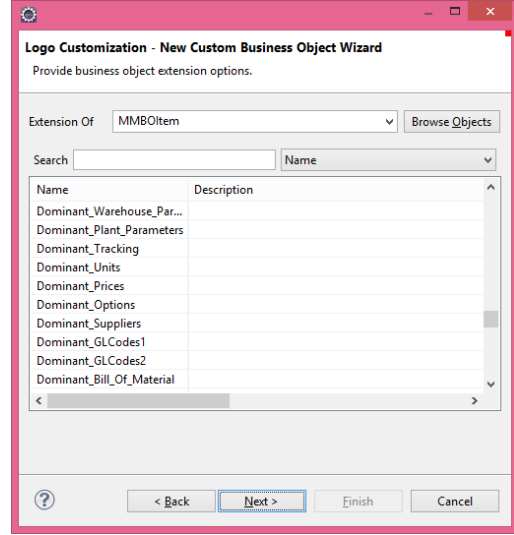 Logo Customization - New Custom Business Object Wizard
Provide business object extension options.
Extension Of MMBOItem Browse Objects
Search Name
Name Description
Dominant_Warehouse_Par...
Dominant_Plant_Parameters
Dominant_Tracking
Dominant_Units
Dominant_Prices
Dominant_Options
Dominant_Suppliers
Dominant_GLCodes1
Dominant_GLCodes2
Dominant_Bill_Of_Material
? < Back Next > Finish Cancel